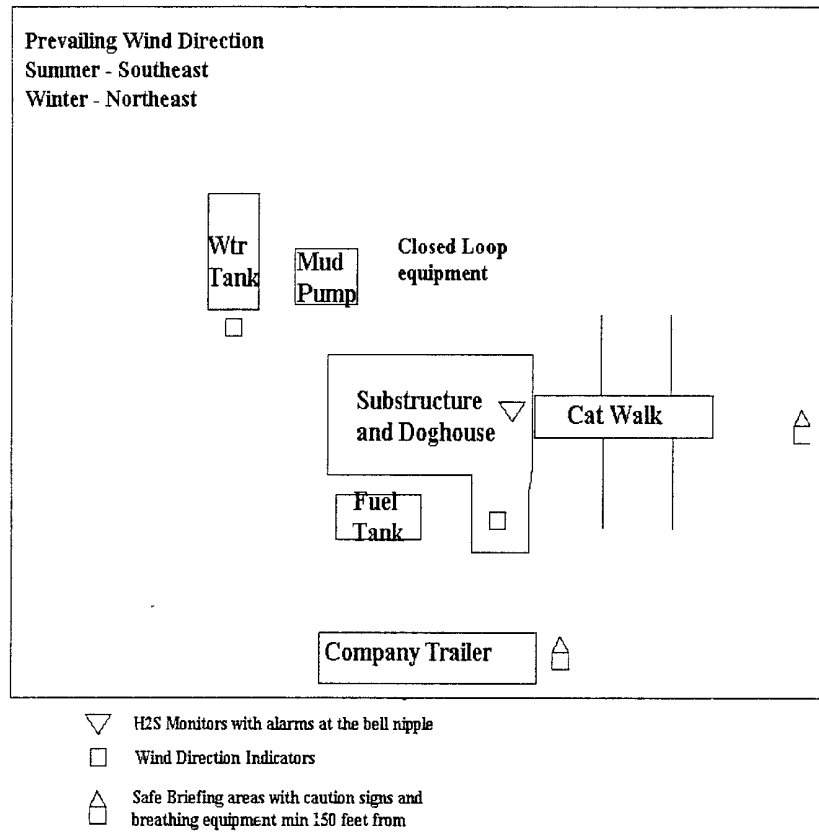 Prevailing Wind Direction
Summer - Southeast
Winter - Northeast
Wtr
Tank
Mud
Pump
Closed Loop
equipment
Substructure
and Doghouse
Cat Walk
Fuel
Tank
Company Trailer
H2S Monitors with alarms at the bell nipple
Wind Direction Indicators
Safe Briefing areas with caution signs and
breathing equipment min 150 feet from